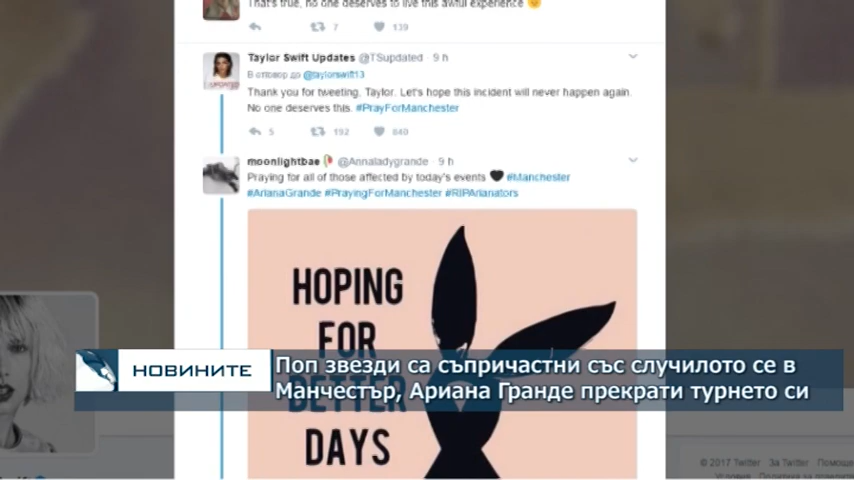 That's true, no one deserves to live this awful experience
7 139
Taylor Swift Updates @TSupdated · 9 h
В отговор до @taylorswift13
Thank you for tweeting, Taylor. Let's hope this incident will never happen again.
No one deserves this. #PrayForManchester
5 192 840
moonlightbae @Annaladygrande · 9 h
Praying for all of those affected by today's events 🖤 #Manchester
#ArianaGrande #PrayingForManchester #RIPArianators
HOPING
FOR
BETTER
DAYS
НОВИНИТЕ
Поп звезди са съпричастни със случилото се в
Манчестър, Ариана Гранде прекрати турнето си
© 2017 Twitter За Twitter Помощен
Условия